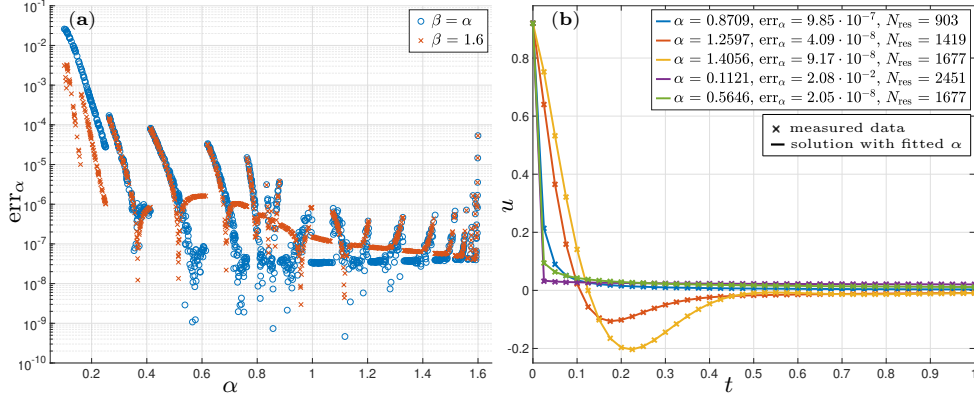 (a)
β = α
β = 1.6
10⁻¹
10⁻²
10⁻³
10⁻⁴
10⁻⁵
10⁻⁶
10⁻⁷
10⁻⁸
10⁻⁹
10⁻¹⁰
err_α
0.2 0.4 0.6 0.8 1 1.2 1.4 1.6
α
(b)
α = 0.8709, err_α = 9.85 · 10⁻⁷, N_res = 903
α = 1.2597, err_α = 4.09 · 10⁻⁸, N_res = 1419
α = 1.4056, err_α = 9.17 · 10⁻⁸, N_res = 1677
α = 0.1121, err_α = 2.08 · 10⁻², N_res = 2451
α = 0.5646, err_α = 2.05 · 10⁻⁸, N_res = 1677
measured data
solution with fitted α
0.8
0.6
0.4
0.2
0
-0.2
u
0 0.1 0.2 0.3 0.4 0.5 0.6 0.7 0.8 0.9 1
t